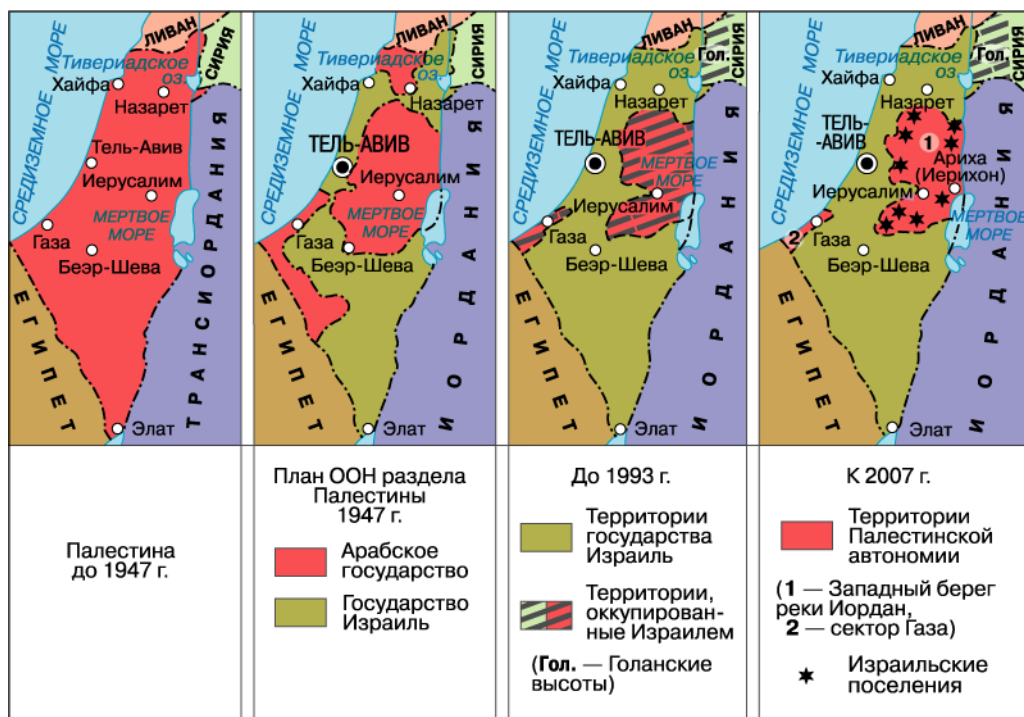 СРЕДИЗЕМНОЕ МОРЕ
ЛИВАН
СИРИЯ
Тивериадское
оз.
Хайфа
Назарет
Тель-Авив
Иерусалим
МЕРТВОЕ
МОРЕ
Газа
Беэр-Шева
ЕГИПЕТ
ТРАНСИОРДАНИЯ
Элат
Палестина
до 1947 г.
СРЕДИЗЕМНОЕ МОРЕ
ЛИВАН
СИРИЯ
Тивериадское
оз.
Хайфа
Назарет
ТЕЛЬ-АВИВ
Иерусалим
МЕРТВОЕ
МОРЕ
Газа
Беэр-Шева
ЕГИПЕТ
ИОРДАНИЯ
Элат
План ООН раздела
Палестины
1947 г.
Арабское
государство
Государство
Израиль
СРЕДИЗЕМНОЕ МОРЕ
ЛИВАН
Гол.
СИРИЯ
Тивериадское
оз.
Хайфа
Назарет
ТЕЛЬ-АВИВ
МЕРТВОЕ
МОРЕ
Иерусалим
Газа
Беэр-Шева
ЕГИПЕТ
ИОРДАНИЯ
Элат
До 1993 г.
Территории
государства
Израиль
Территории,
оккупирован-
ные Израилем
(Гол. — Голанские
высоты)
СРЕДИЗЕМНОЕ МОРЕ
ЛИВАН
Гол.
СИРИЯ
Тивериадское
оз.
Хайфа
Назарет
ТЕЛЬ-
-АВИВ
1
Ариха
(Иерихон)
Иерусалим
МЕРТВОЕ
МОРЕ
2
Газа
Беэр-Шева
ЕГИПЕТ
ИОРДАНИЯ
Элат
К 2007 г.
Территории
Палестинской
автономии
(1 — Западный берег
реки Иордан,
2 — сектор Газа)
Израильские
поселения